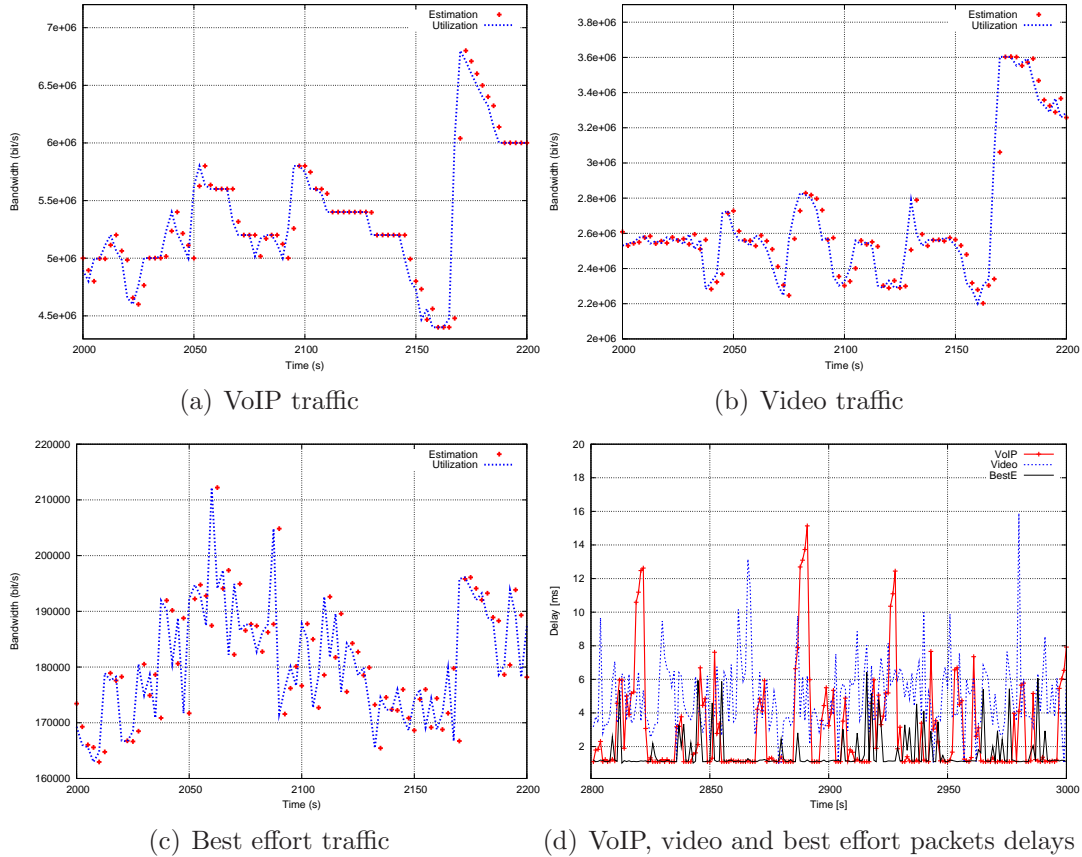 Estimation
Utilization
7e+06
6.5e+06
6e+06
5.5e+06
5e+06
4.5e+06
Bandwidth (bit/s)
2000
2050
2100
2150
2200
Time (s)
(a) VoIP traffic
Estimation
Utilization
3.8e+06
3.6e+06
3.4e+06
3.2e+06
3e+06
2.8e+06
2.6e+06
2.4e+06
2.2e+06
2e+06
Bandwidth (bit/s)
2000
2050
2100
2150
2200
Time (s)
(b) Video traffic
Estimation
Utilization
220000
210000
200000
190000
180000
170000
160000
Bandwidth (bit/s)
2000
2050
2100
2150
2200
Time (s)
(c) Best effort traffic
VoIP
Video
BestE
20
18
16
14
12
10
8
6
4
2
Delay [ms]
2800
2850
2900
2950
3000
Time [s]
(d) VoIP, video and best effort packets delays